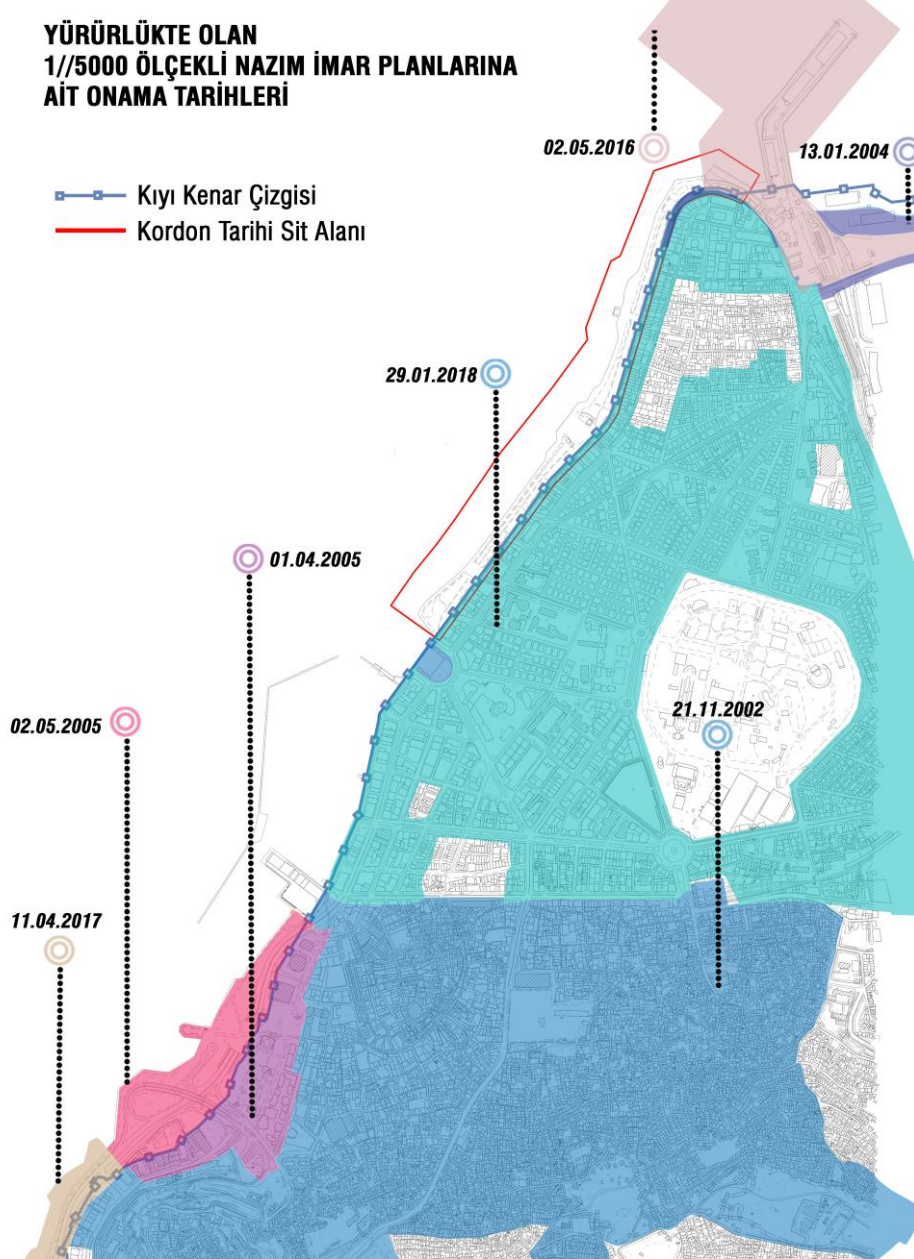 YÜRÜRLÜKTE OLAN
1//5000 ÖLÇEKLİ NAZIM İMAR PLANLARINA
AİT ONAMA TARİHLERİ
02.05.2016
13.01.2004
Kıyı Kenar Çizgisi
Kordon Tarihi Sit Alanı
29.01.2018
01.04.2005
21.11.2002
02.05.2005
11.04.2017